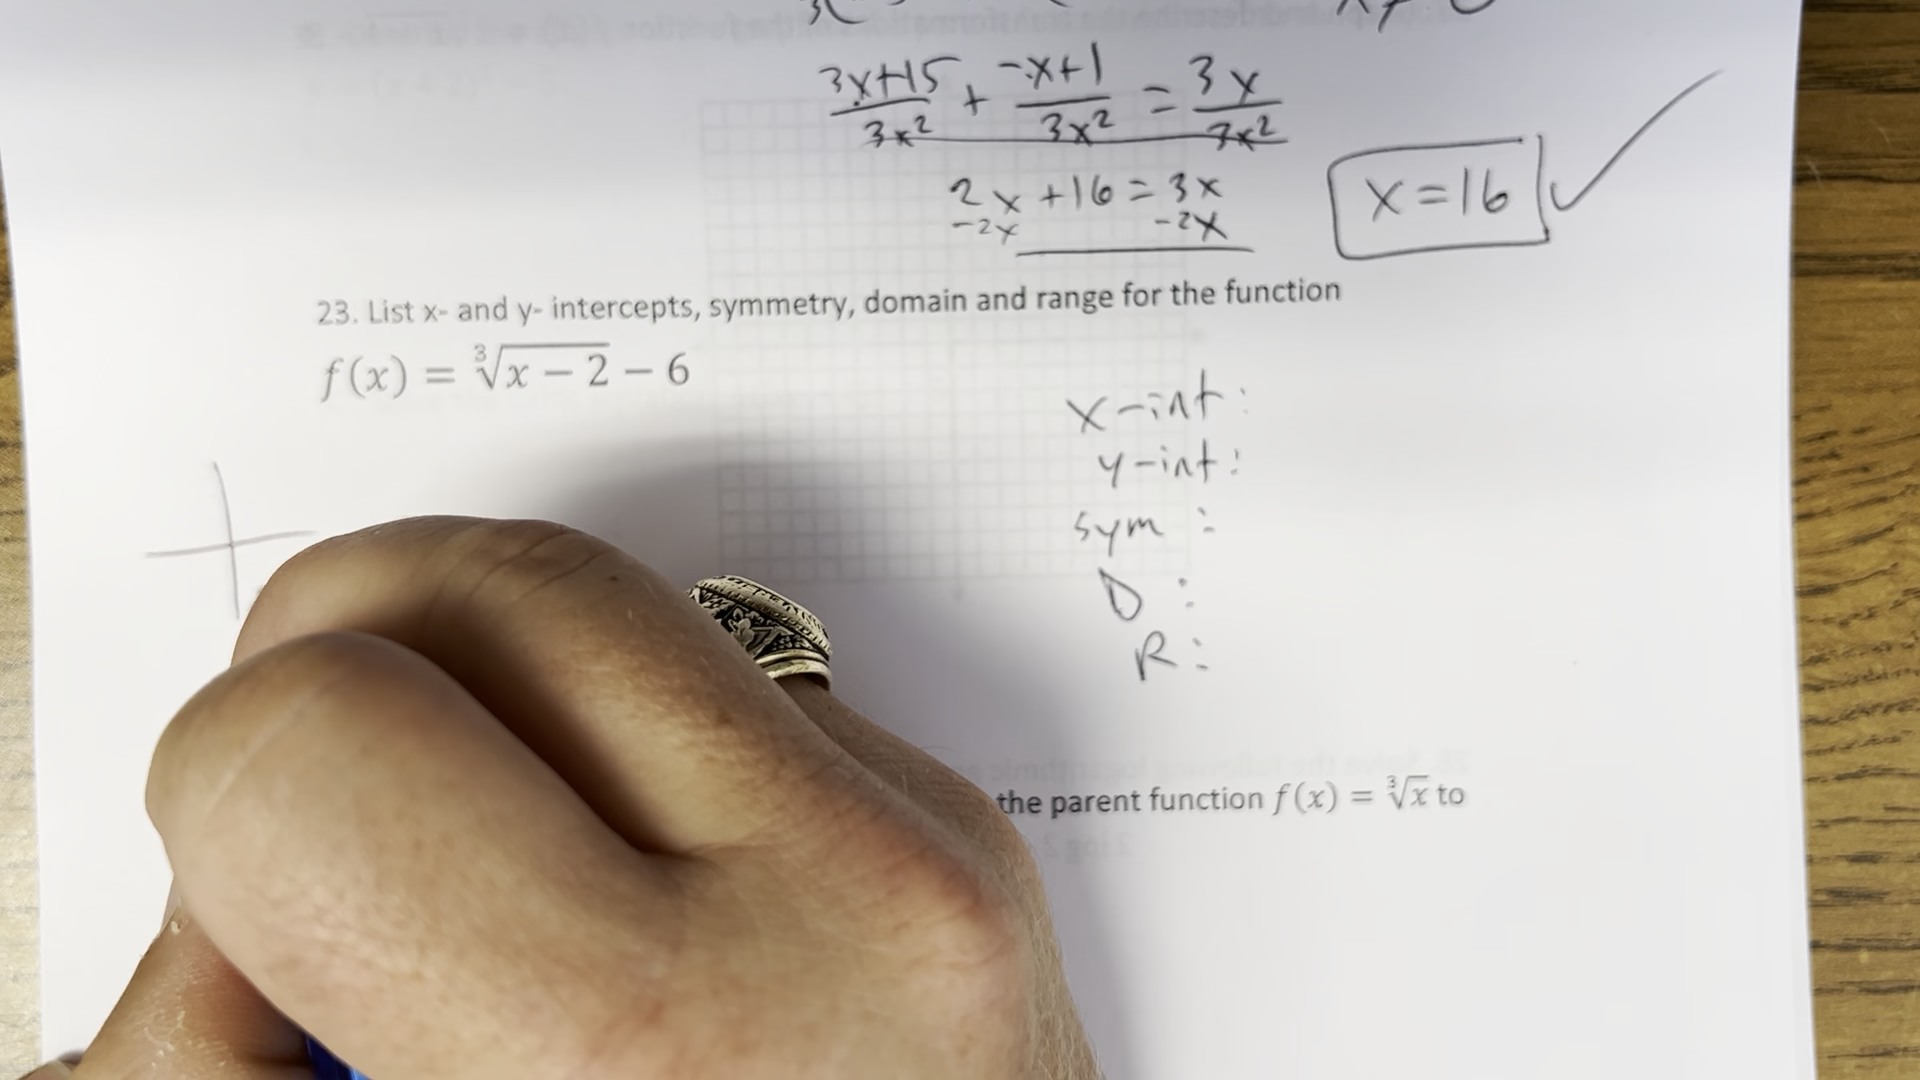 3x+15/3x² + -x+1/3x² = 3x/3x²
2x +16 = 3x
-2x -2x
x=16
23. List x- and y- intercepts, symmetry, domain and range for the function
f(x) = ∛(x − 2) − 6
x-int:
y-int:
sym :
D :
R :
the parent function f(x) = ∛x to